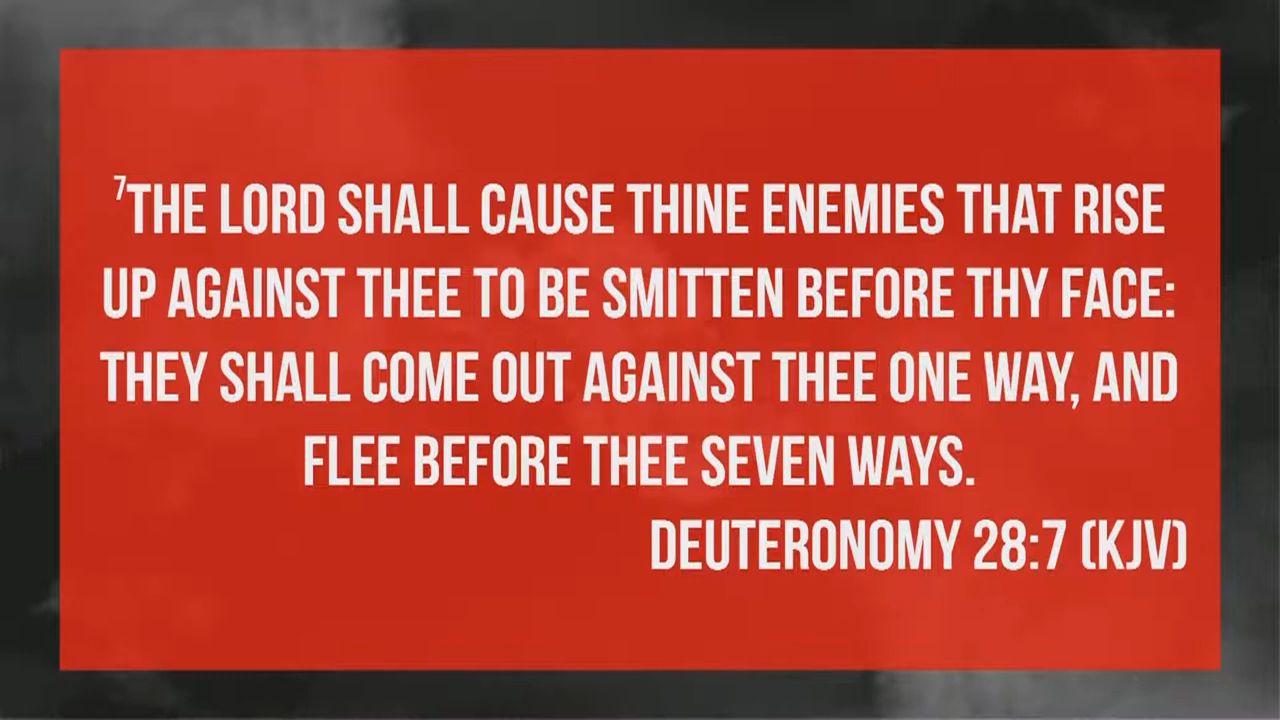 ⁷THE LORD SHALL CAUSE THINE ENEMIES THAT RISE
UP AGAINST THEE TO BE SMITTEN BEFORE THY FACE:
THEY SHALL COME OUT AGAINST THEE ONE WAY, AND
FLEE BEFORE THEE SEVEN WAYS.
DEUTERONOMY 28:7 (KJV)